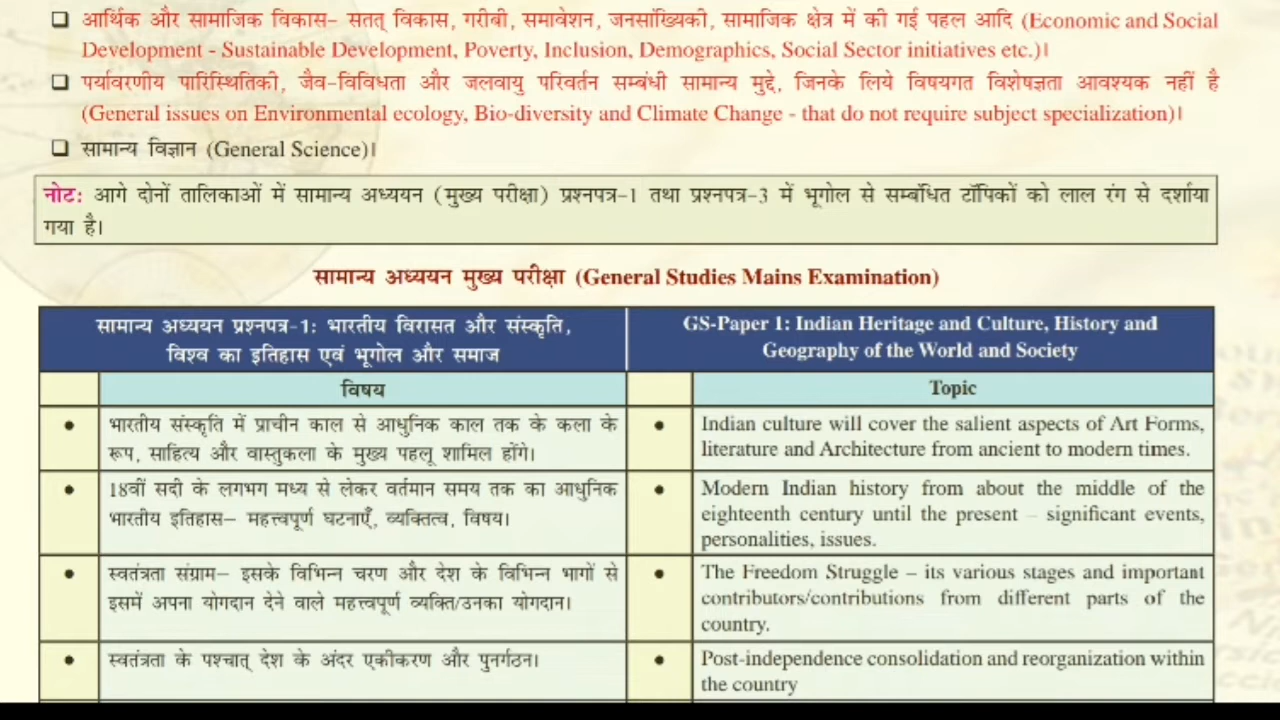 ❑ आर्थिक और सामाजिक विकास– सतत् विकास, गरीबी, समावेशन, जनसांख्यिकी, सामाजिक क्षेत्र में की गई पहल आदि (Economic and Social
Development - Sustainable Development, Poverty, Inclusion, Demographics, Social Sector initiatives etc.)।
❑ पर्यावरणीय पारिस्थितिकी, जैव-विविधता और जलवायु परिवर्तन सम्बंधी सामान्य मुद्दे, जिनके लिये विषयगत विशेषज्ञता आवश्यक नहीं है
(General issues on Environmental ecology, Bio-diversity and Climate Change - that do not require subject specialization)।
❑ सामान्य विज्ञान (General Science)।
नोट: आगे दोनों तालिकाओं में सामान्य अध्ययन (मुख्य परीक्षा) प्रश्नपत्र-1 तथा प्रश्नपत्र-3 में भूगोल से सम्बंधित टॉपिकों को लाल रंग से दर्शाया
गया है।
सामान्य अध्ययन मुख्य परीक्षा (General Studies Mains Examination)
सामान्य अध्ययन प्रश्नपत्र-1: भारतीय विरासत और संस्कृति,
विश्व का इतिहास एवं भूगोल और समाज
GS-Paper 1: Indian Heritage and Culture, History and
Geography of the World and Society
विषय
Topic
• भारतीय संस्कृति में प्राचीन काल से आधुनिक काल तक के कला के
रूप, साहित्य और वास्तुकला के मुख्य पहलू शामिल होंगे।
• Indian culture will cover the salient aspects of Art Forms,
literature and Architecture from ancient to modern times.
• 18वीं सदी के लगभग मध्य से लेकर वर्तमान समय तक का आधुनिक
भारतीय इतिहास– महत्त्वपूर्ण घटनाएँ, व्यक्तित्व, विषय।
• Modern Indian history from about the middle of the
eighteenth century until the present – significant events,
personalities, issues.
• स्वतंत्रता संग्राम– इसके विभिन्न चरण और देश के विभिन्न भागों से
इसमें अपना योगदान देने वाले महत्त्वपूर्ण व्यक्ति/उनका योगदान।
• The Freedom Struggle – its various stages and important
contributors/contributions from different parts of the
country.
• स्वतंत्रता के पश्चात् देश के अंदर एकीकरण और पुनर्गठन।
• Post-independence consolidation and reorganization within
the country